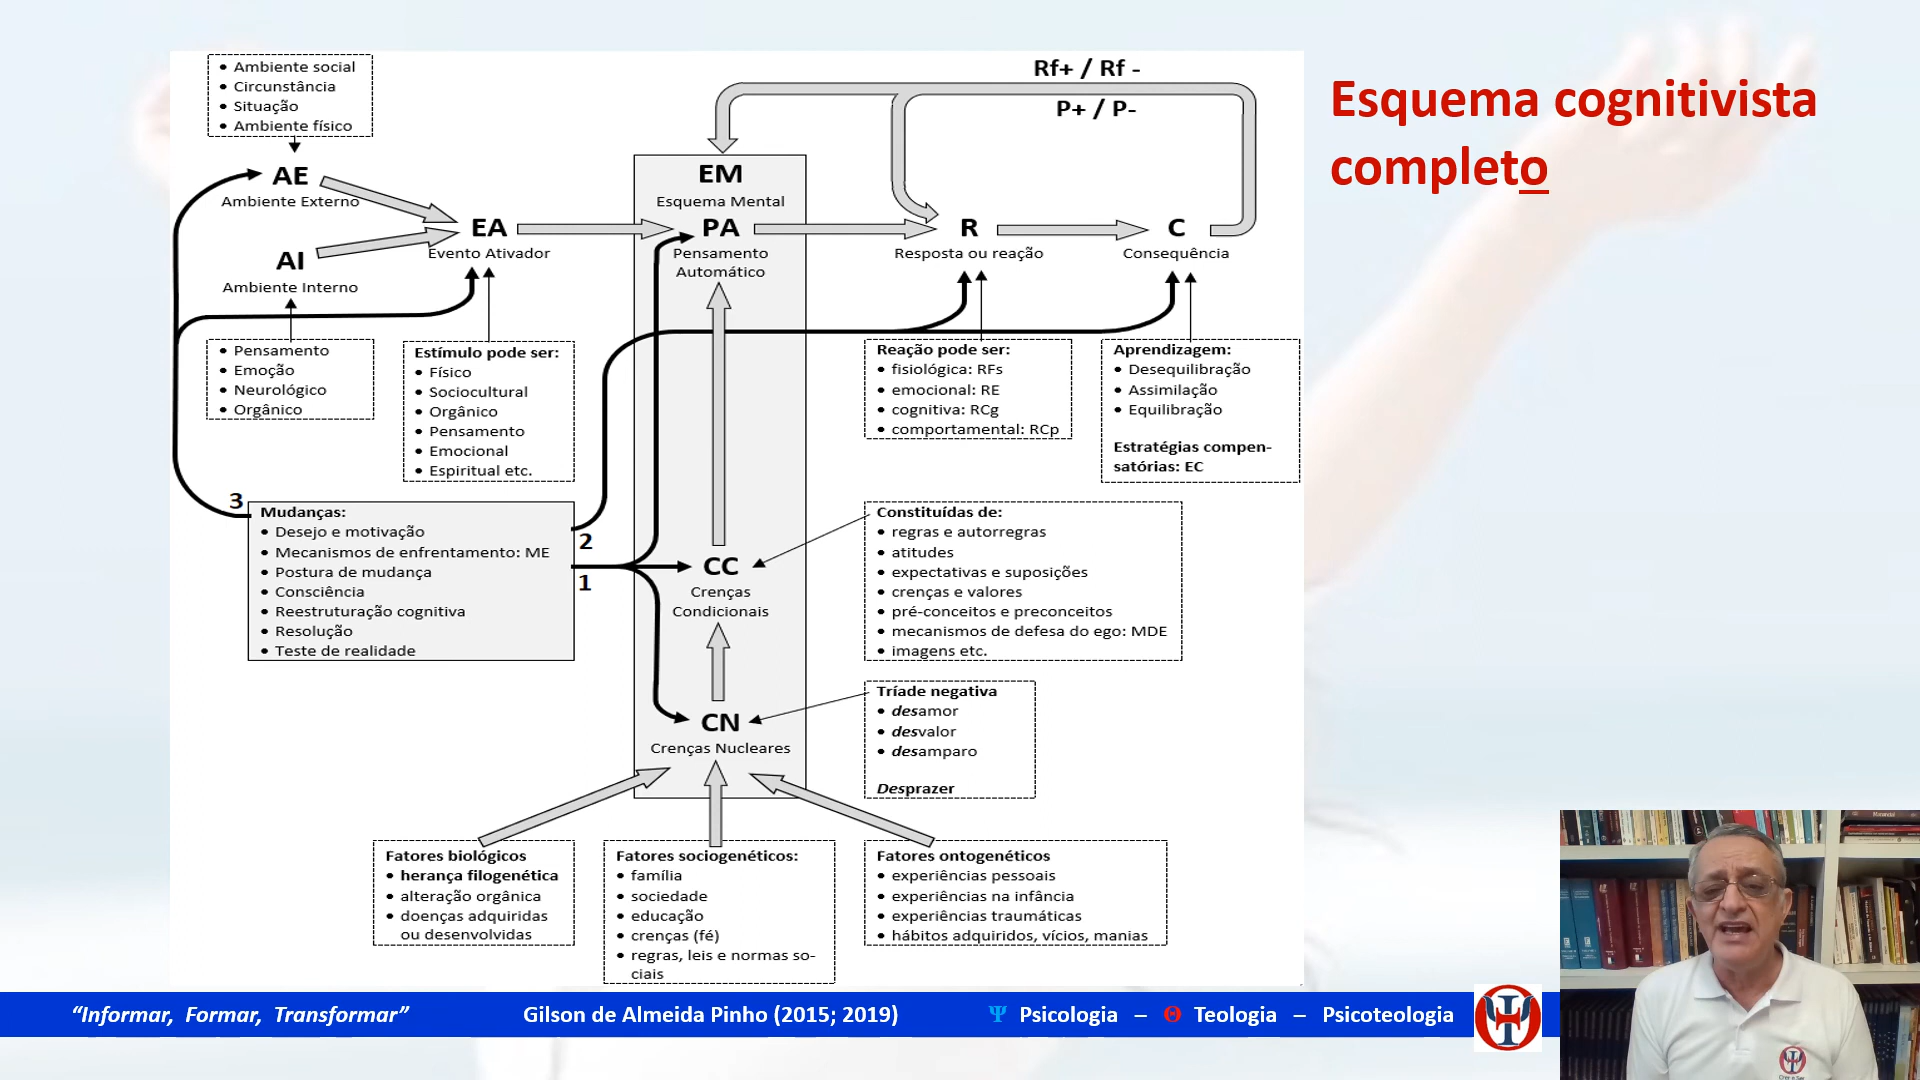 Esquema cognitivista
completo
• Ambiente social
• Circunstância
• Situação
• Ambiente físico
AE
Ambiente Externo
AI
Ambiente Interno
EA
Evento Ativador
Rf+ / Rf -
P+ / P-
EM
Esquema Mental
PA
Pensamento
Automático
R
Resposta ou reação
C
Consequência
• Pensamento
• Emoção
• Neurológico
• Orgânico
Estímulo pode ser:
• Físico
• Sociocultural
• Orgânico
• Pensamento
• Emocional
• Espiritual etc.
Reação pode ser:
• fisiológica: RFs
• emocional: RE
• cognitiva: RCg
• comportamental: RCp
Aprendizagem:
• Desequilibração
• Assimilação
• Equilibração
Estratégias compen-
satórias: EC
3
Mudanças:
• Desejo e motivação
• Mecanismos de enfrentamento: ME
• Postura de mudança
• Consciência
• Reestruturação cognitiva
• Resolução
• Teste de realidade
2
1
CC
Crenças
Condicionais
Constituídas de:
• regras e autorregras
• atitudes
• expectativas e suposições
• crenças e valores
• pré-conceitos e preconceitos
• mecanismos de defesa do ego: MDE
• imagens etc.
CN
Crenças Nucleares
Tríade negativa
• desamor
• desvalor
• desamparo
Desprazer
Fatores biológicos
• herança filogenética
• alteração orgânica
• doenças adquiridas
ou desenvolvidas
Fatores sociogenéticos:
• família
• sociedade
• educação
• crenças (fé)
• regras, leis e normas so-
ciais
Fatores ontogenéticos
• experiências pessoais
• experiências na infância
• experiências traumáticas
• hábitos adquiridos, vícios, manias
“Informar, Formar, Transformar” Gilson de Almeida Pinho (2015; 2019) Ψ Psicologia – Θ Teologia – Psicoteologia